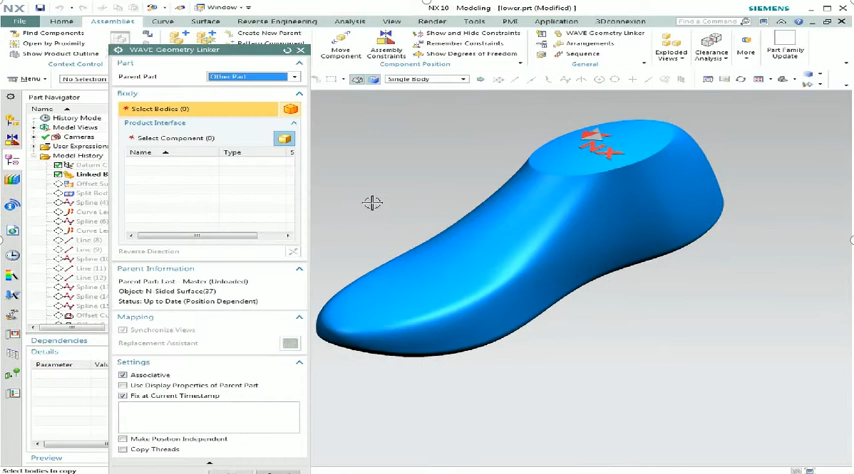 NX
Window
NX 10 - Modeling - [lower.prt (Modified) ]
SIEMENS
File
Home
Assemblies
Curve
Surface
Reverse Engineering
Analysis
View
Render
Tools
PMI
Application
3Dconnexion
Find a Command
Find Components
Open by Proximity
Show Product Outline
Create New Parent
Move Component
Assembly Constraints
Show and Hide Constraints
Remember Constraints
Show Degrees of Freedom
Component Position
WAVE Geometry Linker
Arrangements
Sequence
General
Exploded Views
Clearance Analysis
More
Part Family Update
Menu
No Selection
Single Body
WAVE Geometry Linker
Part
Parent Part
Other Part
Body
* Select Bodies (0)
Product Interface
* Select Component (0)
Name
Type
S
Reverse Direction
Parent Information
Parent Part: Last - Master (Unloaded)
Object: N-Sided Surface(37)
Status: Up to Date (Position Dependent)
Mapping
Synchronize Views
Replacement Assistant
Settings
Associative
Use Display Properties of Parent Part
Fix at Current Timestamp
Make Position Independent
Copy Threads
Part Navigator
Name
History Mode
Model Views
Cameras
User Expression
Model History
Datum C
Linked B
Offset Su
Split Bod
Spline (4)
Curve Len
Curve Len
Line (8)
Line (9)
Line (11)
Line (12)
Offset Cu
Dependencies
Details
Parameter
Valu
Preview
Select bodies to copy
NX